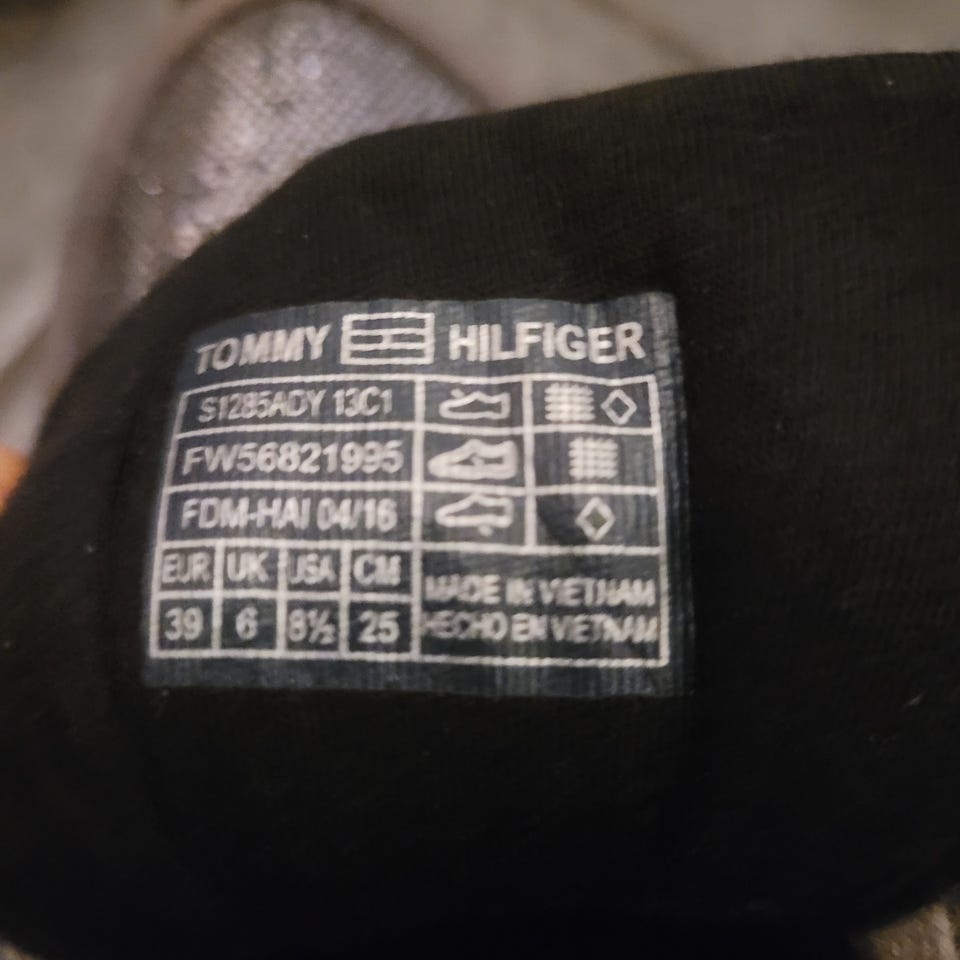 TOMMY HILFIGER
S1285ADY 13C1
FW56821995
FDM-HAI 04/16
EUR UK USA CM
39 6 8½ 25
MADE IN VIETNAM
HECHO EN VIETNAM